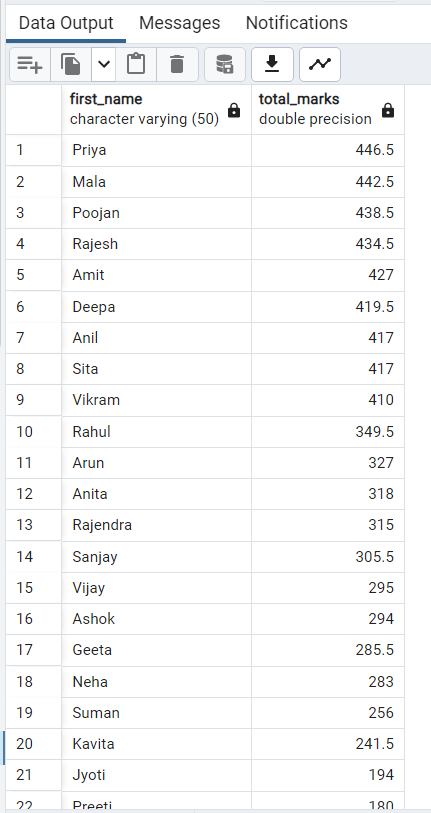 Data Output Messages Notifications
first_name total_marks
character varying (50) double precision
1 Priya 446.5
2 Mala 442.5
3 Poojan 438.5
4 Rajesh 434.5
5 Amit 427
6 Deepa 419.5
7 Anil 417
8 Sita 417
9 Vikram 410
10 Rahul 349.5
11 Arun 327
12 Anita 318
13 Rajendra 315
14 Sanjay 305.5
15 Vijay 295
16 Ashok 294
17 Geeta 285.5
18 Neha 283
19 Suman 256
20 Kavita 241.5
21 Jyoti 194
22 Preeti 180